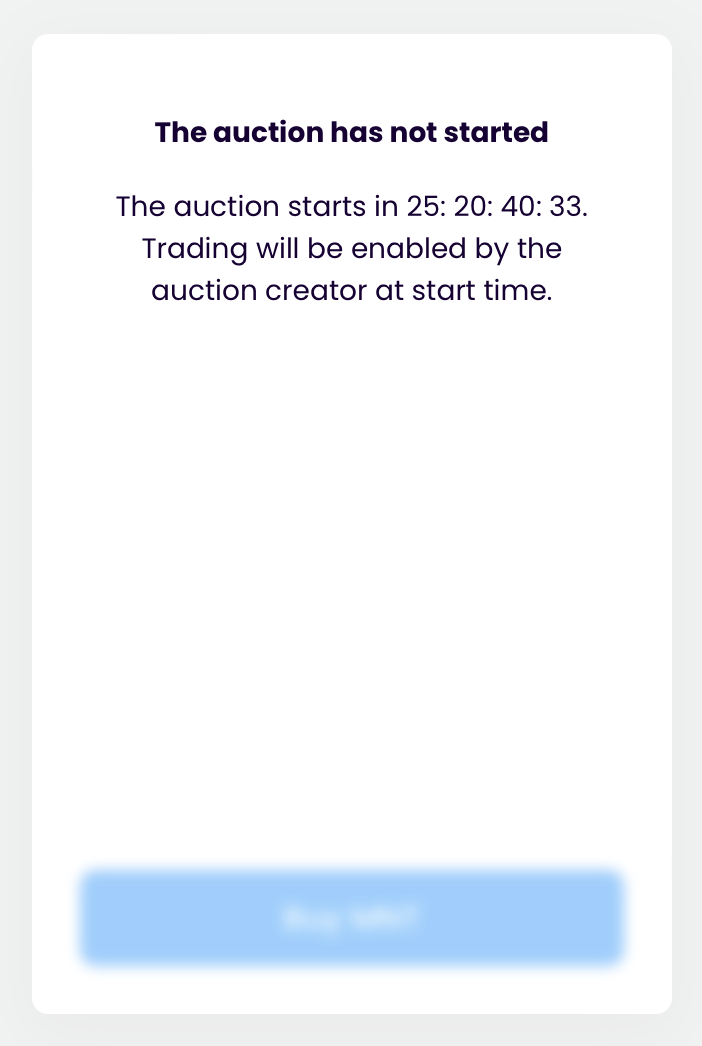 The auction has not started
The auction starts in 25: 20: 40: 33.
Trading will be enabled by the
auction creator at start time.
Buy